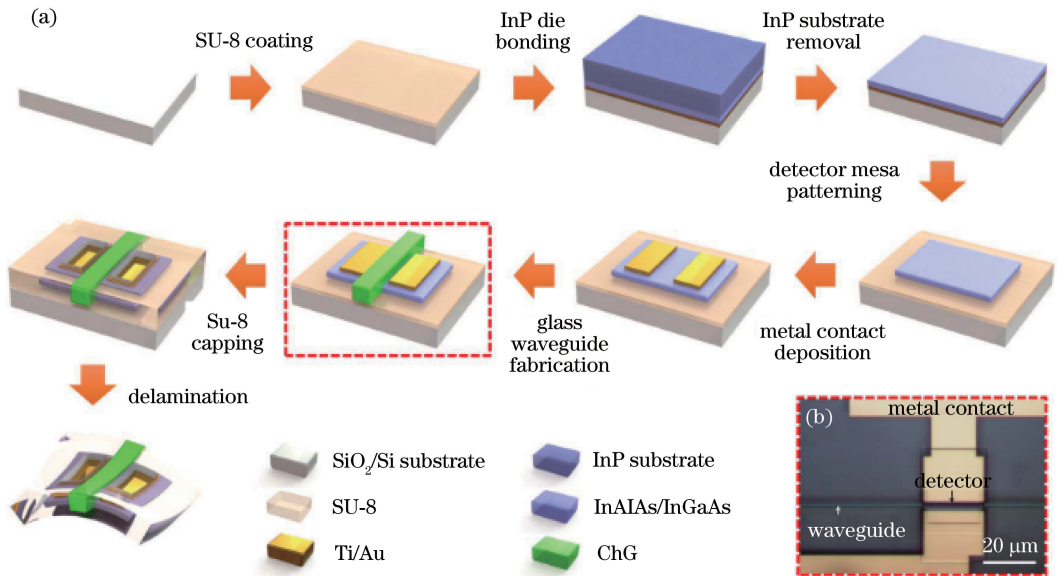 (a)
SU-8 coating
InP die
bonding
InP substrate
removal
detector mesa
patterning
metal contact
deposition
glass
waveguide
fabrication
Su-8
capping
delamination
SiO₂/Si substrate
SU-8
Ti/Au
InP substrate
InAIAs/InGaAs
ChG
(b)
metal contact
detector
waveguide
20 μm